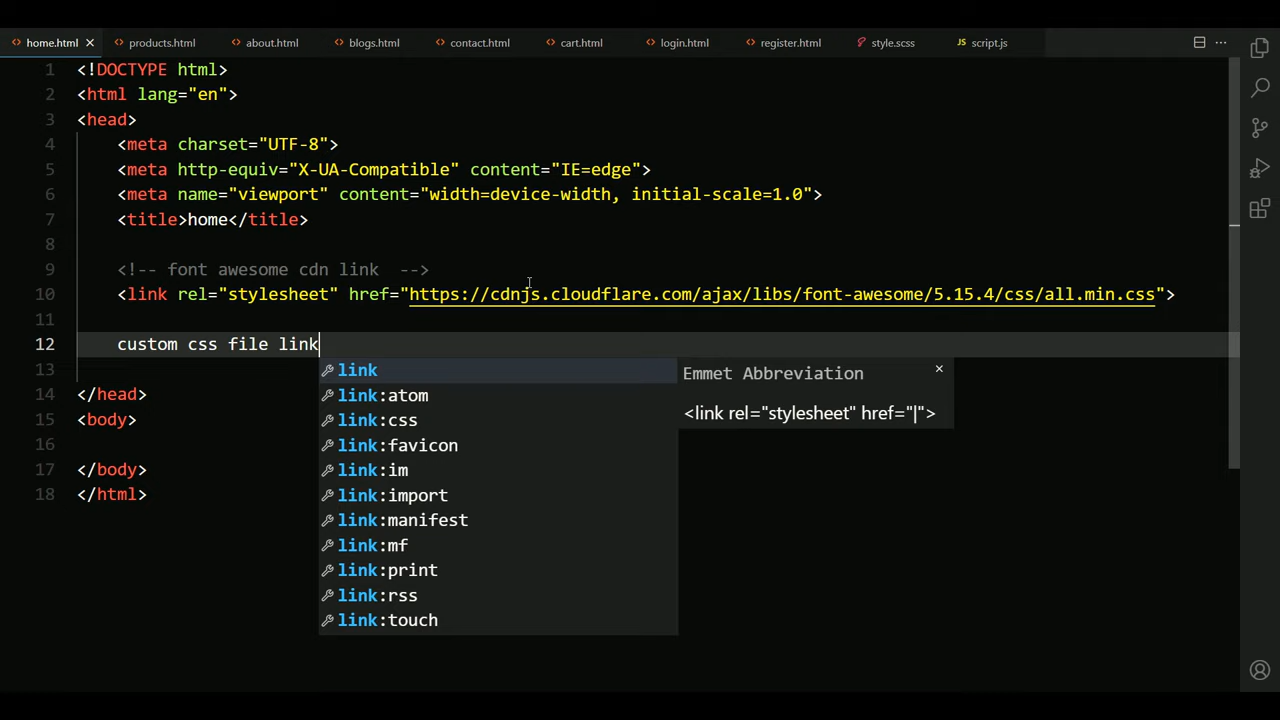 home.html × products.html about.html blogs.html contact.html cart.html login.html register.html style.scss JS script.js
1 <!DOCTYPE html>
2 <html lang="en">
3 <head>
4 <meta charset="UTF-8">
5 <meta http-equiv="X-UA-Compatible" content="IE=edge">
6 <meta name="viewport" content="width=device-width, initial-scale=1.0">
7 <title>home</title>
8
9 <!-- font awesome cdn link  -->
10 <link rel="stylesheet" href="https://cdnjs.cloudflare.com/ajax/libs/font-awesome/5.15.4/css/all.min.css">
11
12 custom css file link
13
14 </head>
15 <body>
16
17 </body>
18 </html>
link
link:atom
link:css
link:favicon
link:im
link:import
link:manifest
link:mf
link:print
link:rss
link:touch
Emmet Abbreviation ×
<link rel="stylesheet" href="|">